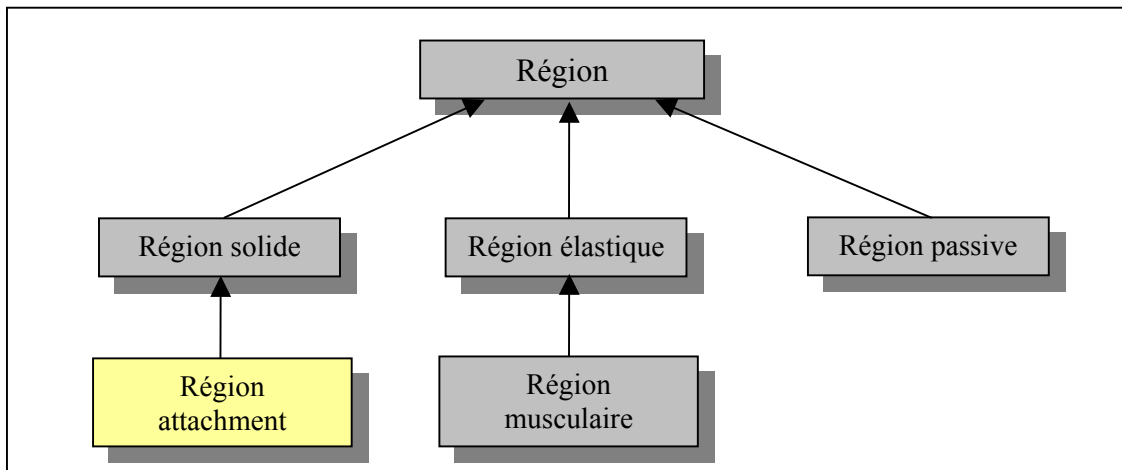 Région
Région solide
Région élastique
Région passive
Région
attachment
Région
musculaire